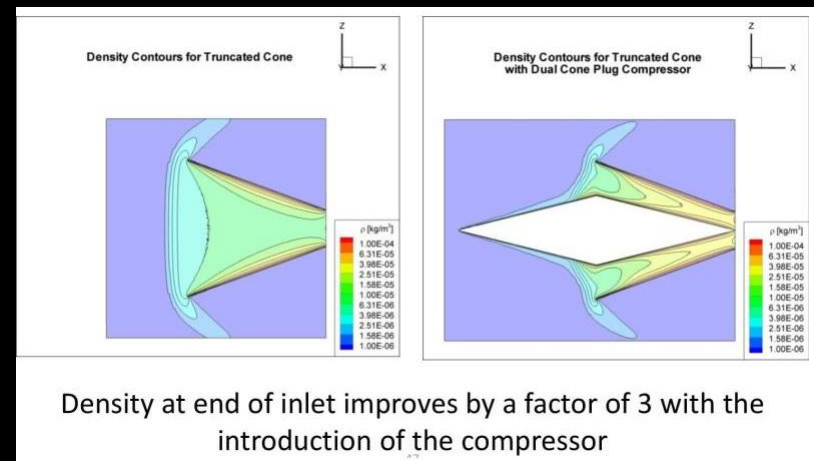 Density Contours for Truncated Cone
Z
X
ρ [kg/m³]
1.00E-04
6.31E-05
3.98E-05
2.51E-05
1.58E-05
1.00E-05
6.31E-06
3.98E-06
2.51E-06
1.58E-06
1.00E-06
Density Contours for Truncated Cone
with Dual Cone Plug Compressor
Z
X
ρ [kg/m³]
1.00E-04
6.31E-05
3.98E-05
2.51E-05
1.58E-05
1.00E-05
6.31E-06
3.98E-06
2.51E-06
1.58E-06
1.00E-06
Density at end of inlet improves by a factor of 3 with the
introduction of the compressor